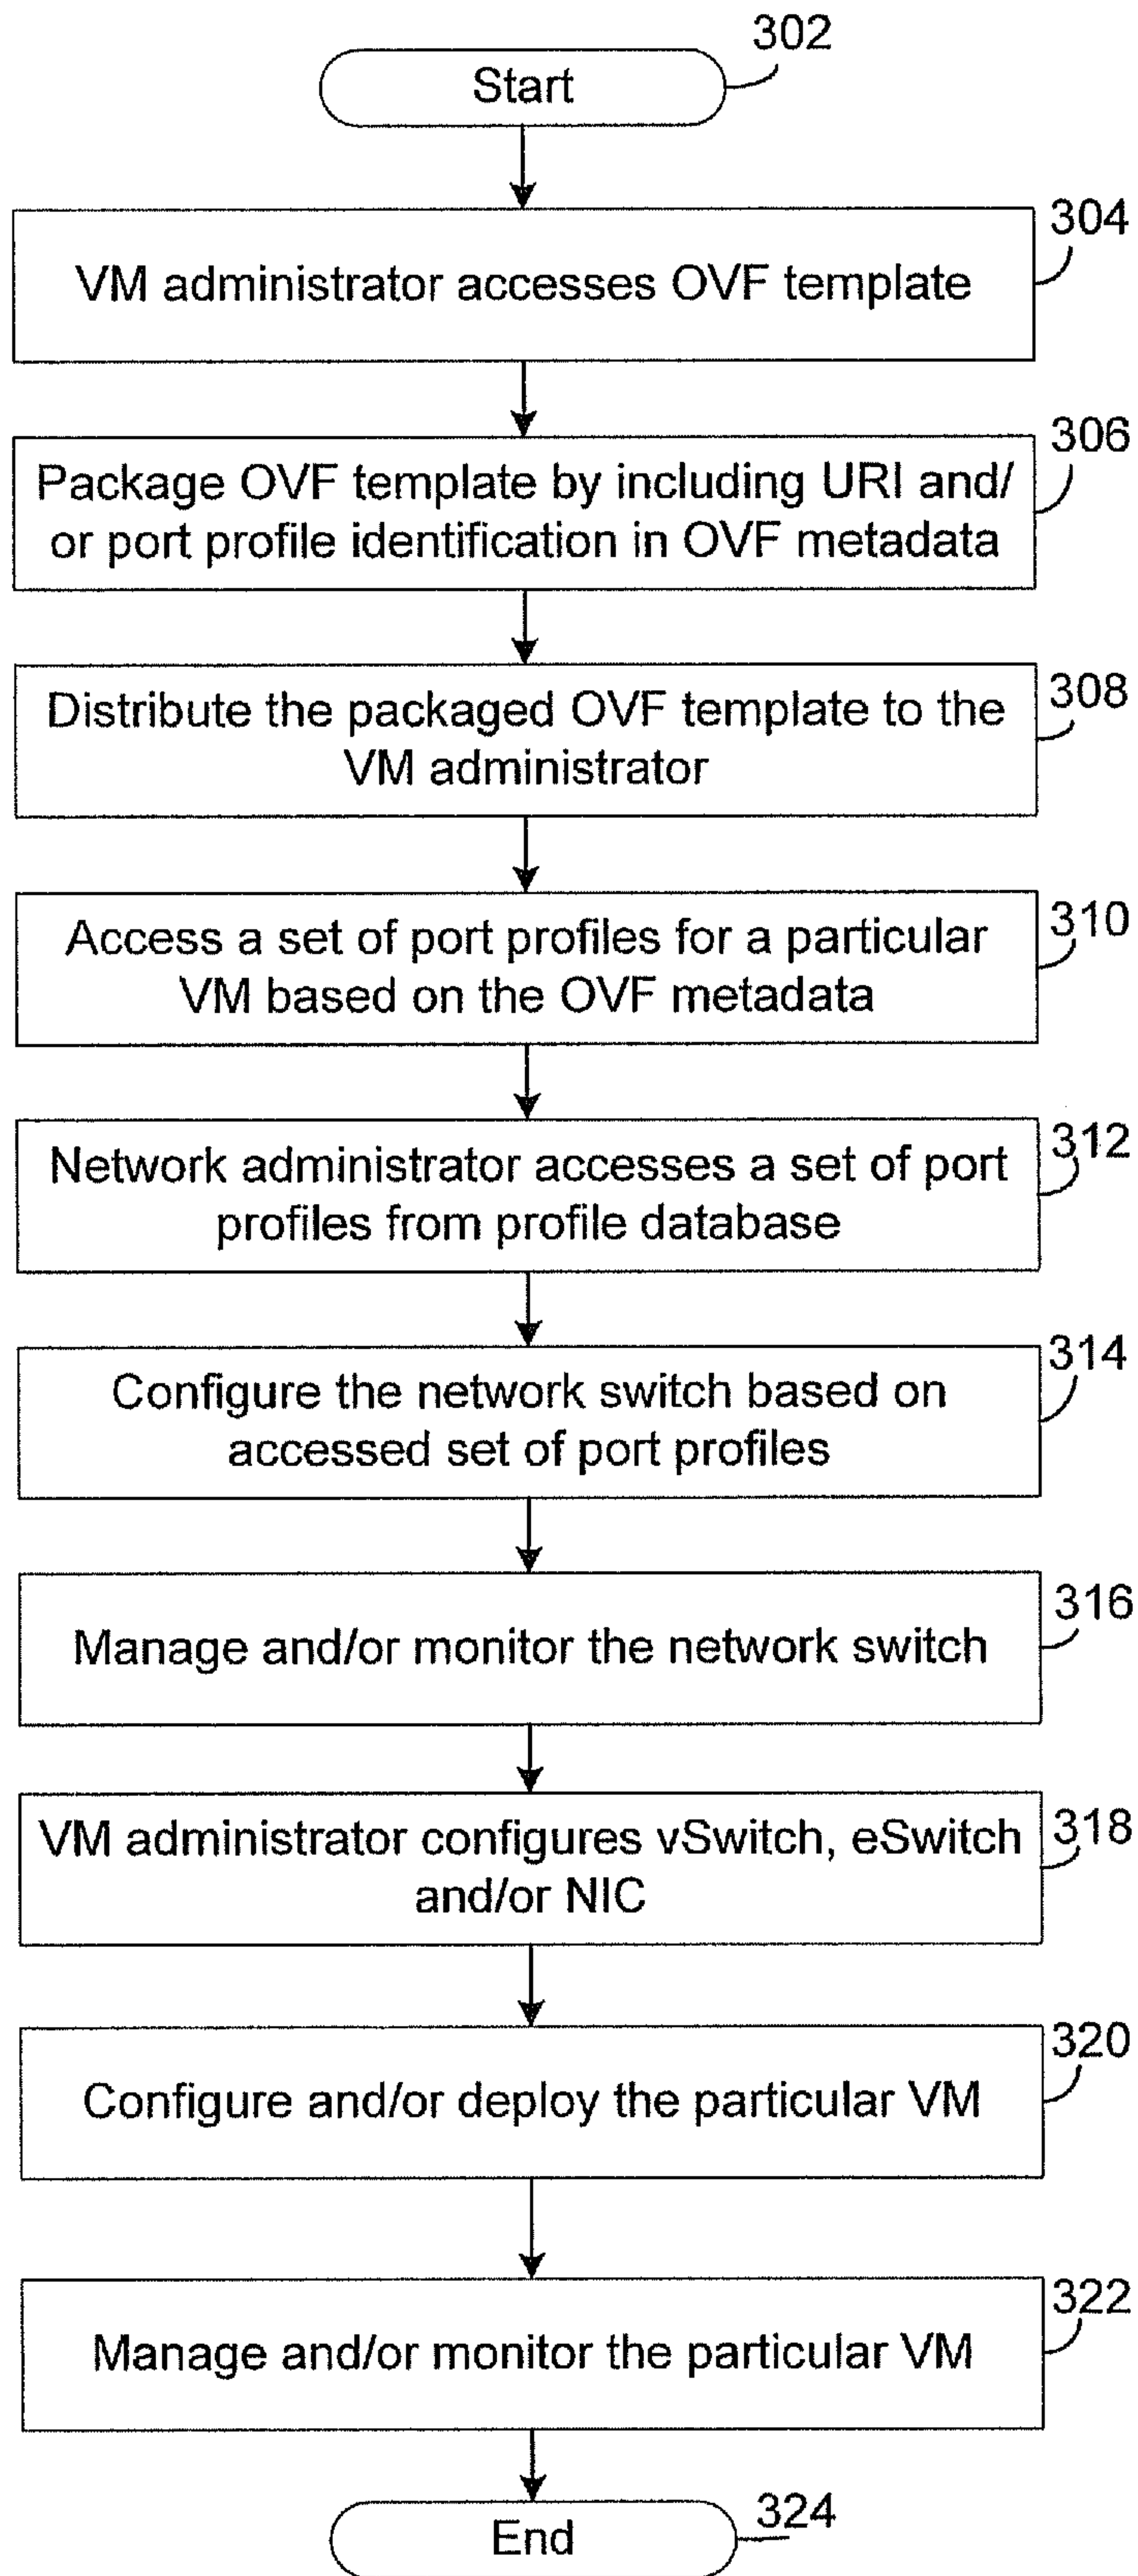 302
Start
304
VM administrator accesses OVF template
306
Package OVF template by including URI and/
or port profile identification in OVF metadata
308
Distribute the packaged OVF template to the
VM administrator
310
Access a set of port profiles for a particular
VM based on the OVF metadata
312
Network administrator accesses a set of port
profiles from profile database
314
Configure the network switch based on
accessed set of port profiles
316
Manage and/or monitor the network switch
318
VM administrator configures vSwitch, eSwitch
and/or NIC
320
Configure and/or deploy the particular VM
322
Manage and/or monitor the particular VM
324
End